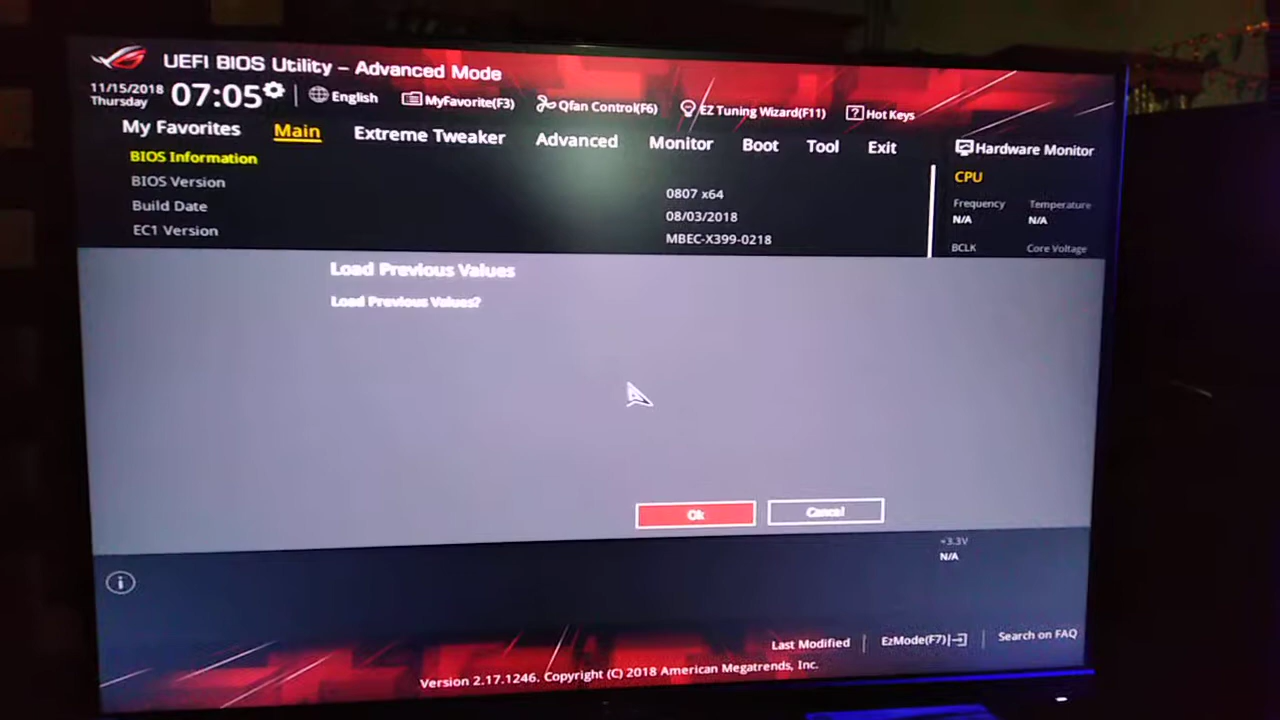 UEFI BIOS Utility – Advanced Mode
11/15/2018
Thursday
07:05
English
MyFavorite(F3)
Qfan Control(F6)
EZ Tuning Wizard(F11)
? Hot Keys
My Favorites
Main
Extreme Tweaker
Advanced
Monitor
Boot
Tool
Exit
Hardware Monitor
BIOS Information
BIOS Version
0807 x64
Build Date
08/03/2018
EC1 Version
MBEC-X399-0218
CPU
Frequency
Temperature
N/A
N/A
BCLK
Core Voltage
Load Previous Values
Load Previous Values?
Ok
Cancel
+3.3V
N/A
Last Modified
EzMode(F7)
Search on FAQ
Version 2.17.1246. Copyright (C) 2018 American Megatrends, Inc.